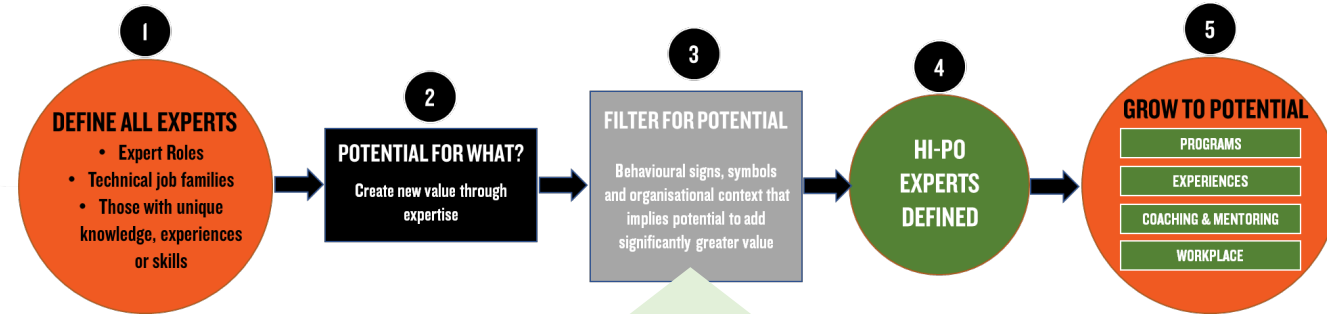 1
DEFINE ALL EXPERTS
• Expert Roles
• Technical job families
• Those with unique
knowledge, experiences
or skills
2
POTENTIAL FOR WHAT?
Create new value through
expertise
3
FILTER FOR POTENTIAL
Behavioural signs, symbols
and organisational context that
implies potential to add
significantly greater value
4
HI-PO
EXPERTS
DEFINED
5
GROW TO POTENTIAL
PROGRAMS
EXPERIENCES
COACHING & MENTORING
WORKPLACE